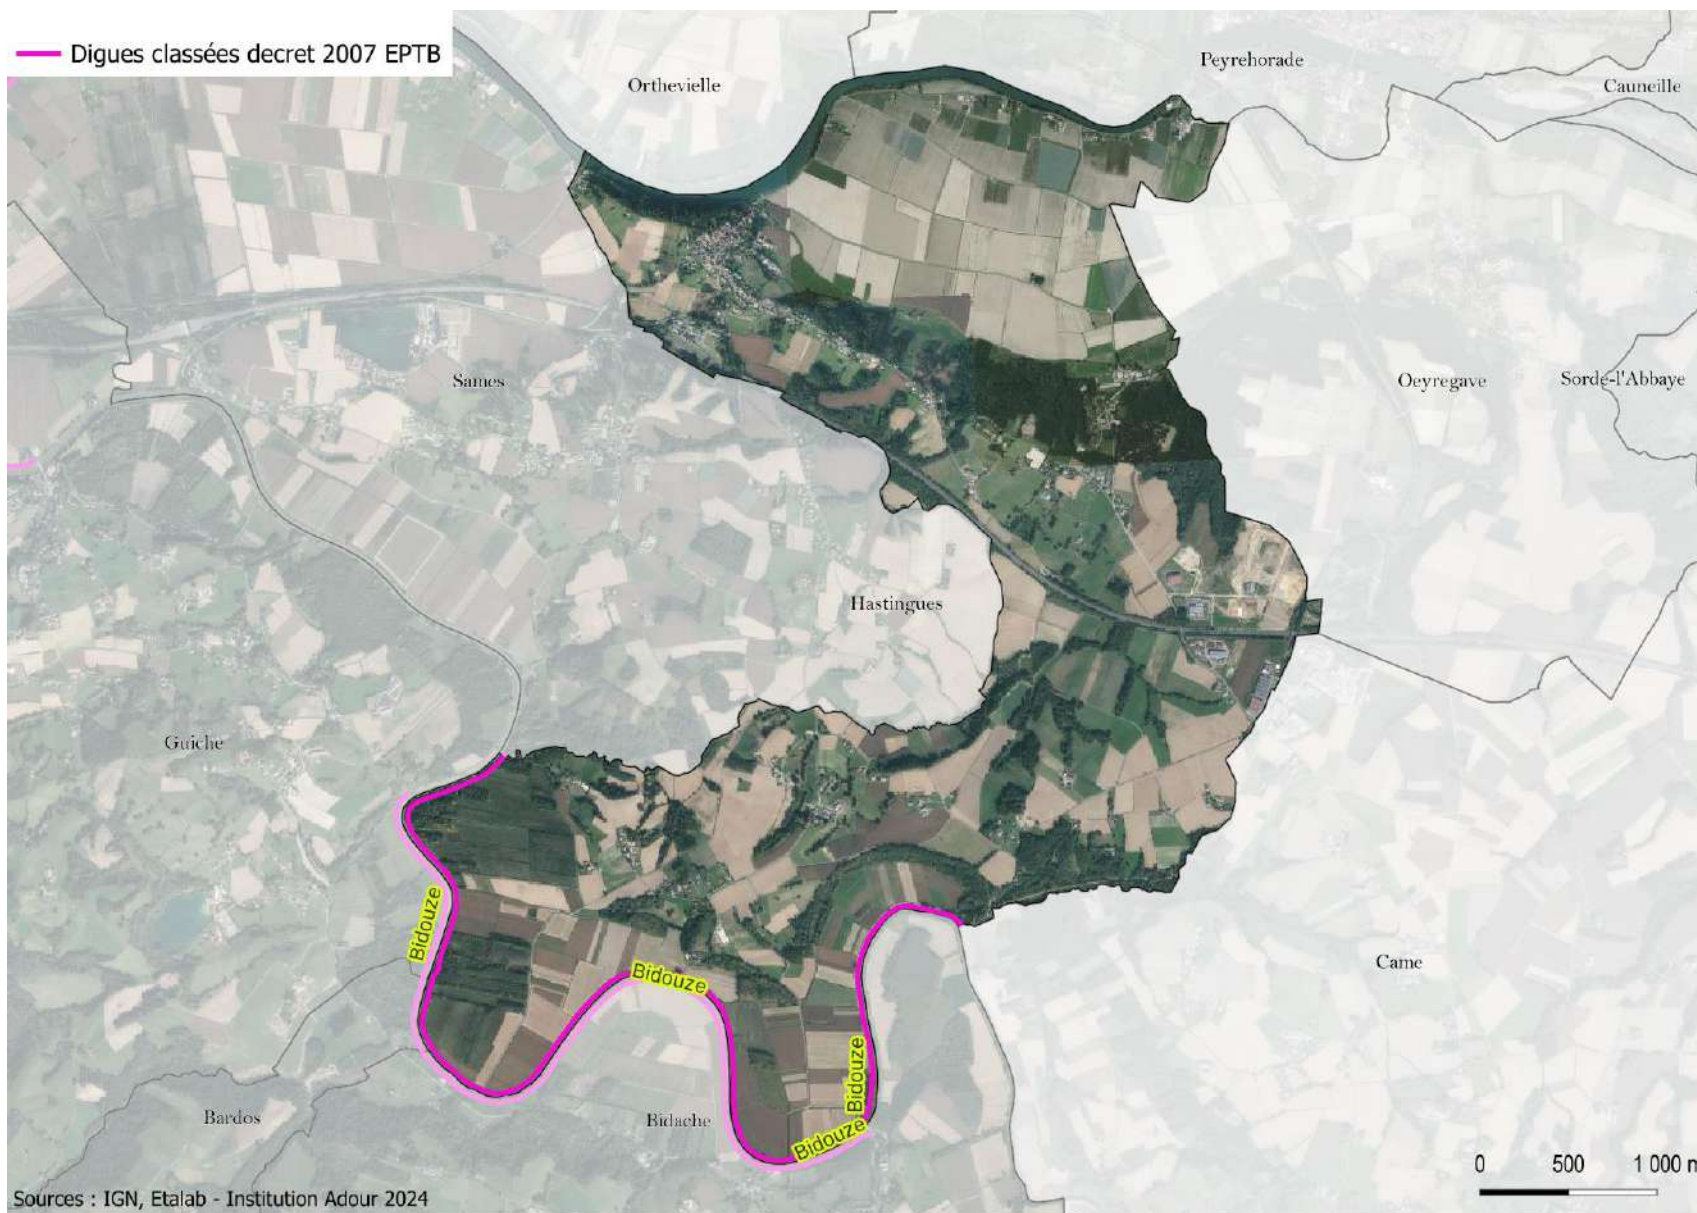 Digues classées decret 2007 EPTB
Peyrehorade
Orthevielle
Cauneille
Sames
Oeyregave
Sorde-l'Abbaye
Hastingues
Guiche
Bidouze
Bidouze
Came
Bidouze
Bardos
Bidache
Bidouze
0 500 1 000 m
Sources : IGN, Etalab - Institution Adour 2024